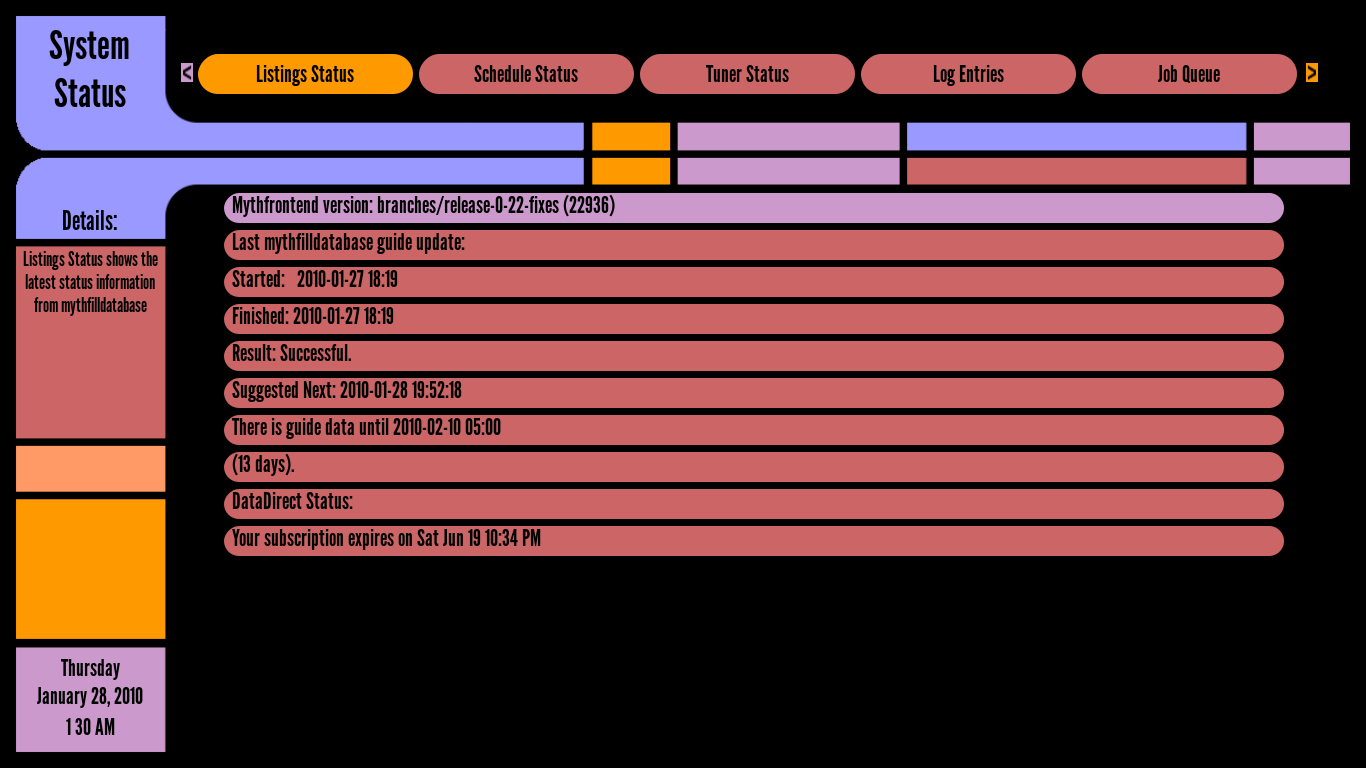 System
Status
<
Listings Status
Schedule Status
Tuner Status
Log Entries
Job Queue
>
Details:
Listings Status shows the
latest status information
from mythfilldatabase
Mythfrontend version: branches/release-0-22-fixes (22936)
Last mythfilldatabase guide update:
Started:   2010-01-27 18:19
Finished: 2010-01-27 18:19
Result: Successful.
Suggested Next: 2010-01-28 19:52:18
There is guide data until 2010-02-10 05:00
(13 days).
DataDirect Status:
Your subscription expires on Sat Jun 19 10:34 PM
Thursday
January 28, 2010
1 30 AM